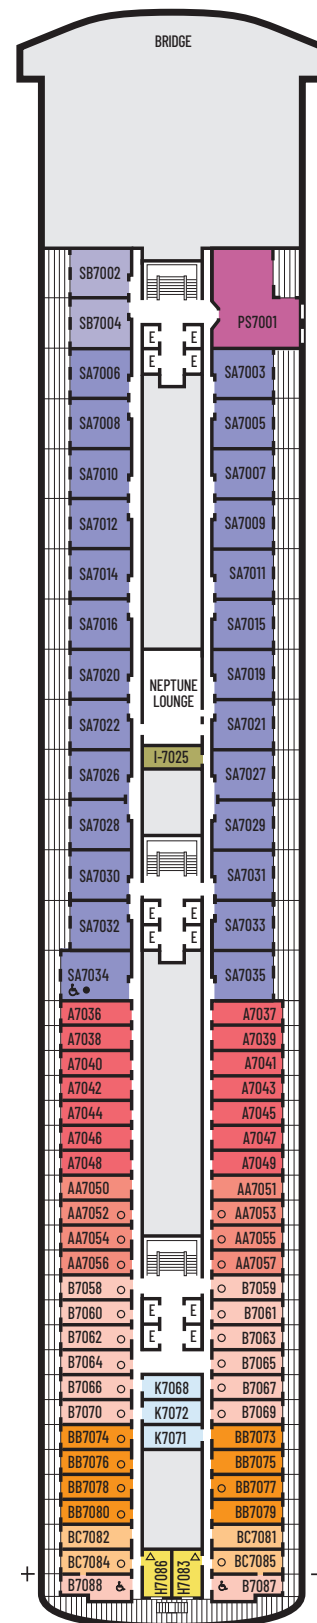 BRIDGE
SB7002
SB7004
E E
PS7001
E E
SA7006
SA7003
SA7008
SA7005
SA7010
SA7007
SA7012
SA7009
SA7014
SA7011
SA7016
SA7015
SA7020
NEPTUNE
LOUNGE
SA7019
SA7022
SA7021
SA7026
I-7025
SA7027
SA7028
SA7029
SA7030
SA7031
SA7032
E E
E E
SA7033
SA7034
SA7035
A7036
A7037
A7038
A7039
A7040
A7041
A7042
A7043
A7044
A7045
A7046
A7047
A7048
A7049
AA7050
AA7051
AA7052
AA7053
AA7054
AA7055
AA7056
AA7057
B7058
B7059
B7060
E E
B7061
B7062
E E
B7063
B7064
B7065
B7066
K7068
B7067
B7070
K7072
B7069
BB7074
K7071
BB7073
BB7076
BB7075
BB7078
BB7077
BB7080
BB7079
BC7082
BC7081
BC7084
H7086
H7083
BC7085
B7088
B7087